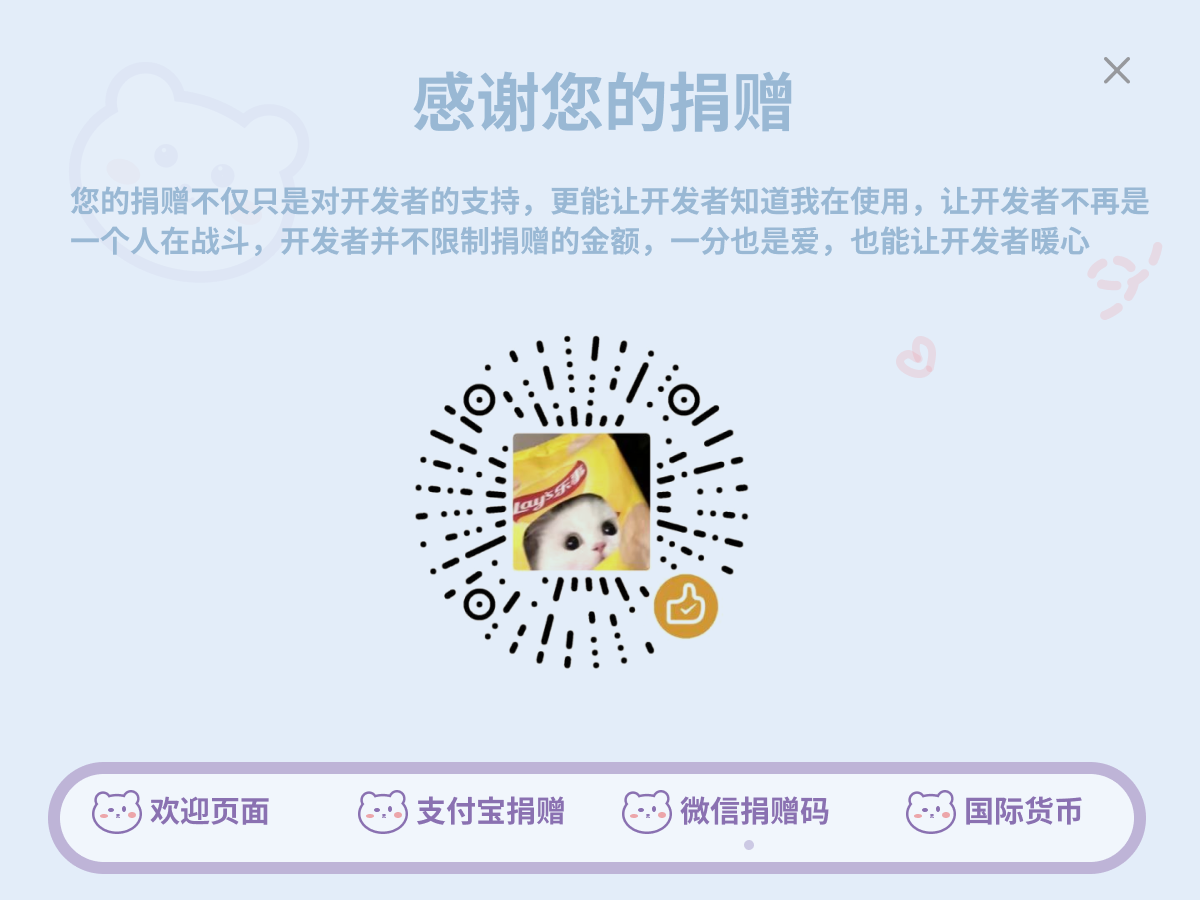 感谢您的捐赠
您的捐赠不仅只是对开发者的支持，更能让开发者知道我在使用，让开发者不再是
一个人在战斗，开发者并不限制捐赠的金额，一分也是爱，也能让开发者暖心
Lay's乐事
欢迎页面
支付宝捐赠
微信捐赠码
国际货币